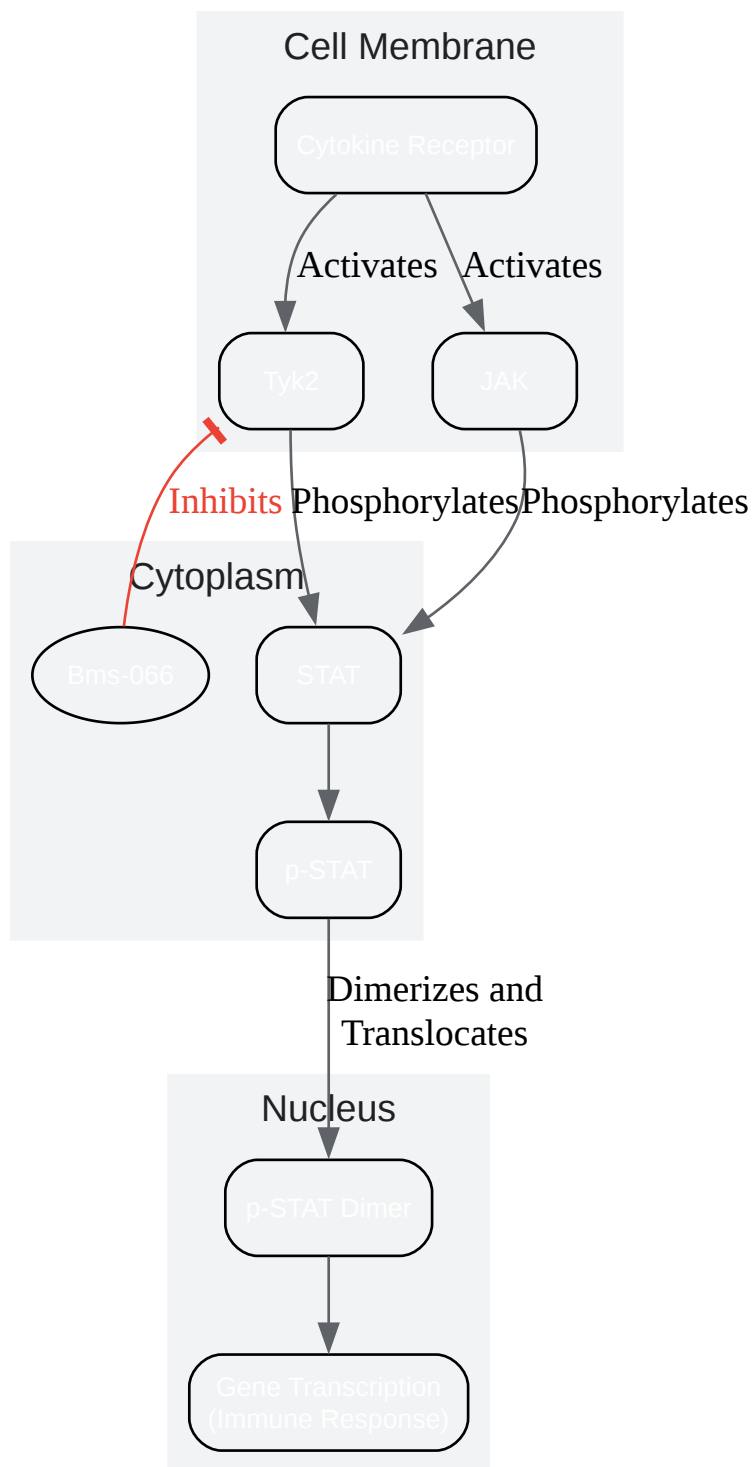 Cell Membrane
Cytokine Receptor
Activates
Activates
Tyk2
JAK
Inhibits
Phosphorylates
Phosphorylates
Cytoplasm
Bms-066
STAT
p-STAT
Dimerizes and
Translocates
Nucleus
p-STAT Dimer
Gene Transcription
(Immune Response)